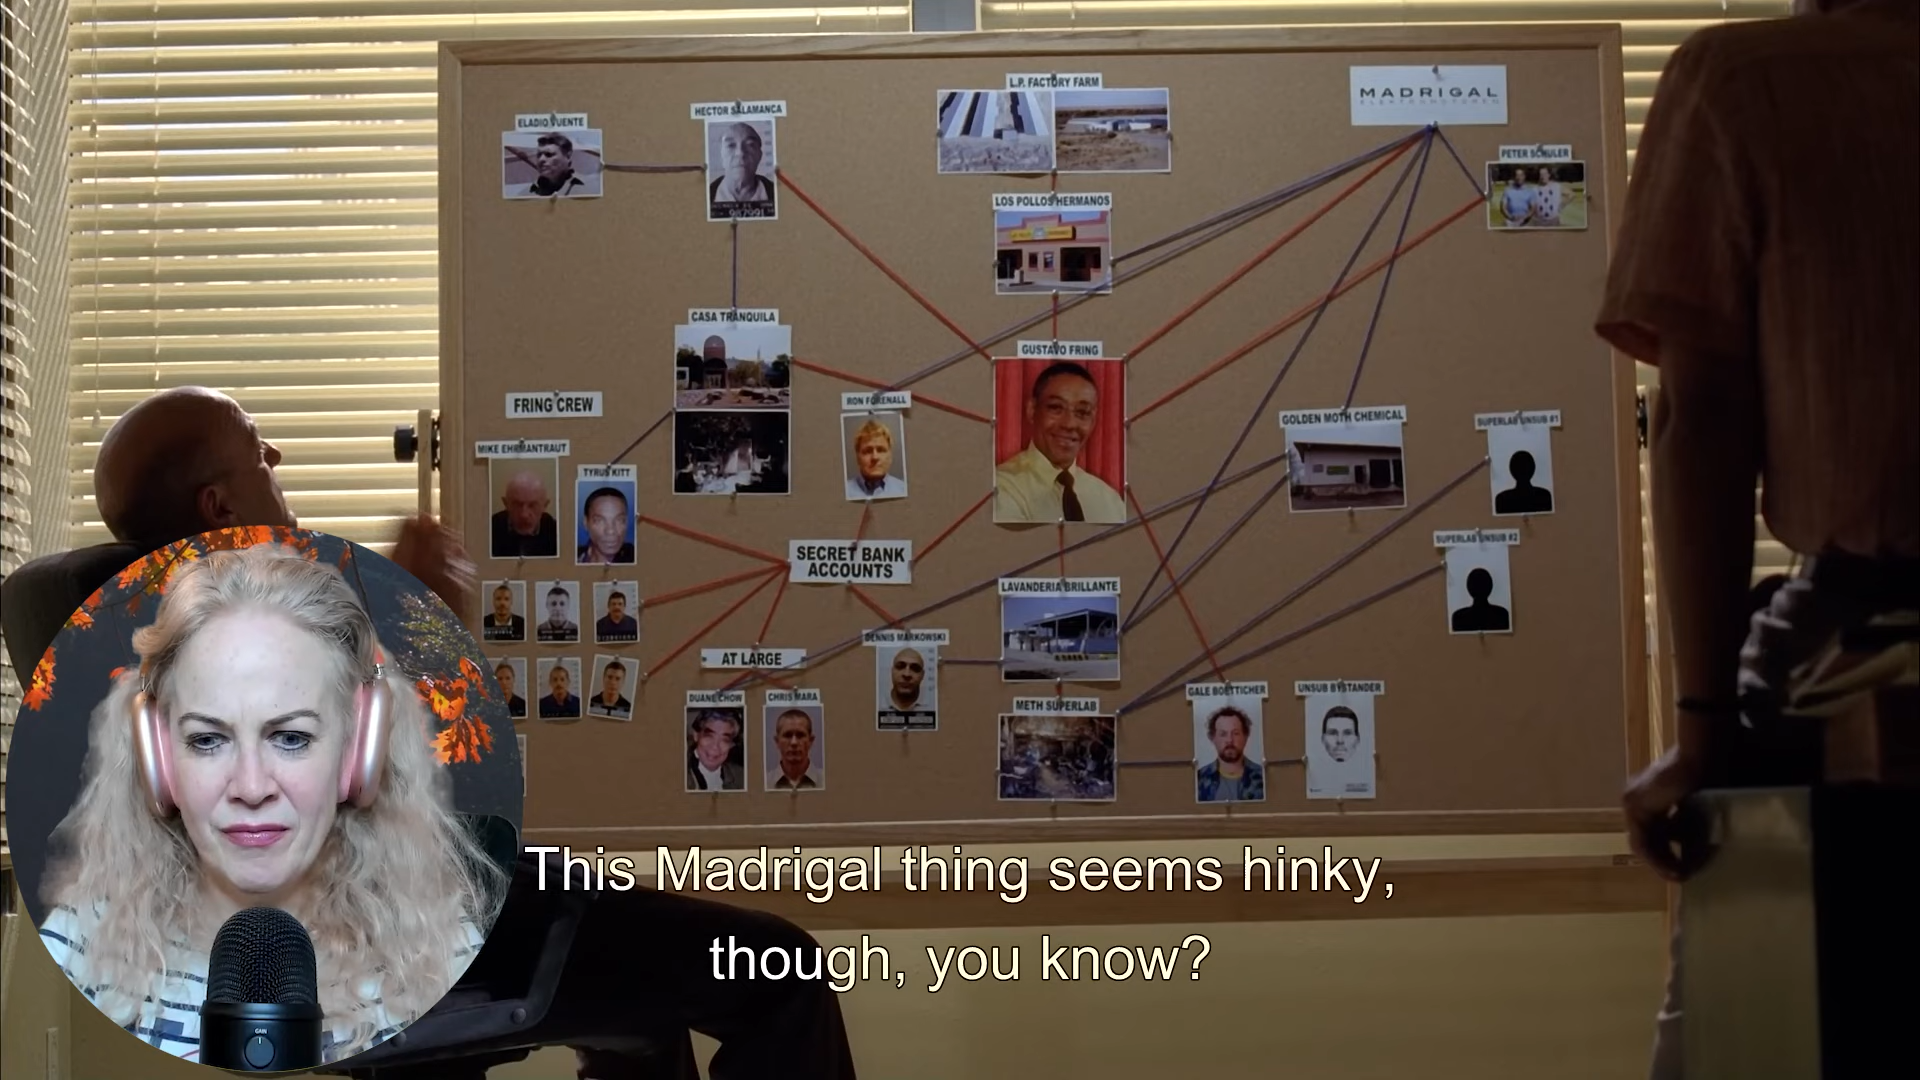 L.P. FACTORY FARM
MADRIGAL
ELEKTROMOTOREN
HECTOR SALAMANCA
ELADIO VUENTE
PETER SCHULER
987991
LOS POLLOS HERMANOS
CASA TRANQUILA
GUSTAVO FRING
RON FORENALL
FRING CREW
GOLDEN MOTH CHEMICAL
SUPERLAB UNSUB #1
MIKE EHRMANTRAUT
TYRUS KITT
SUPERLAB UNSUB #2
SECRET BANK
ACCOUNTS
LAVANDERIA BRILLANTE
DENNIS MARKOWSKI
AT LARGE
DUANE CHOW
CHRIS MARA
GALE BOETTICHER
UNSUB BYSTANDER
METH SUPERLAB
This Madrigal thing seems hinky,
though, you know?
GAIN